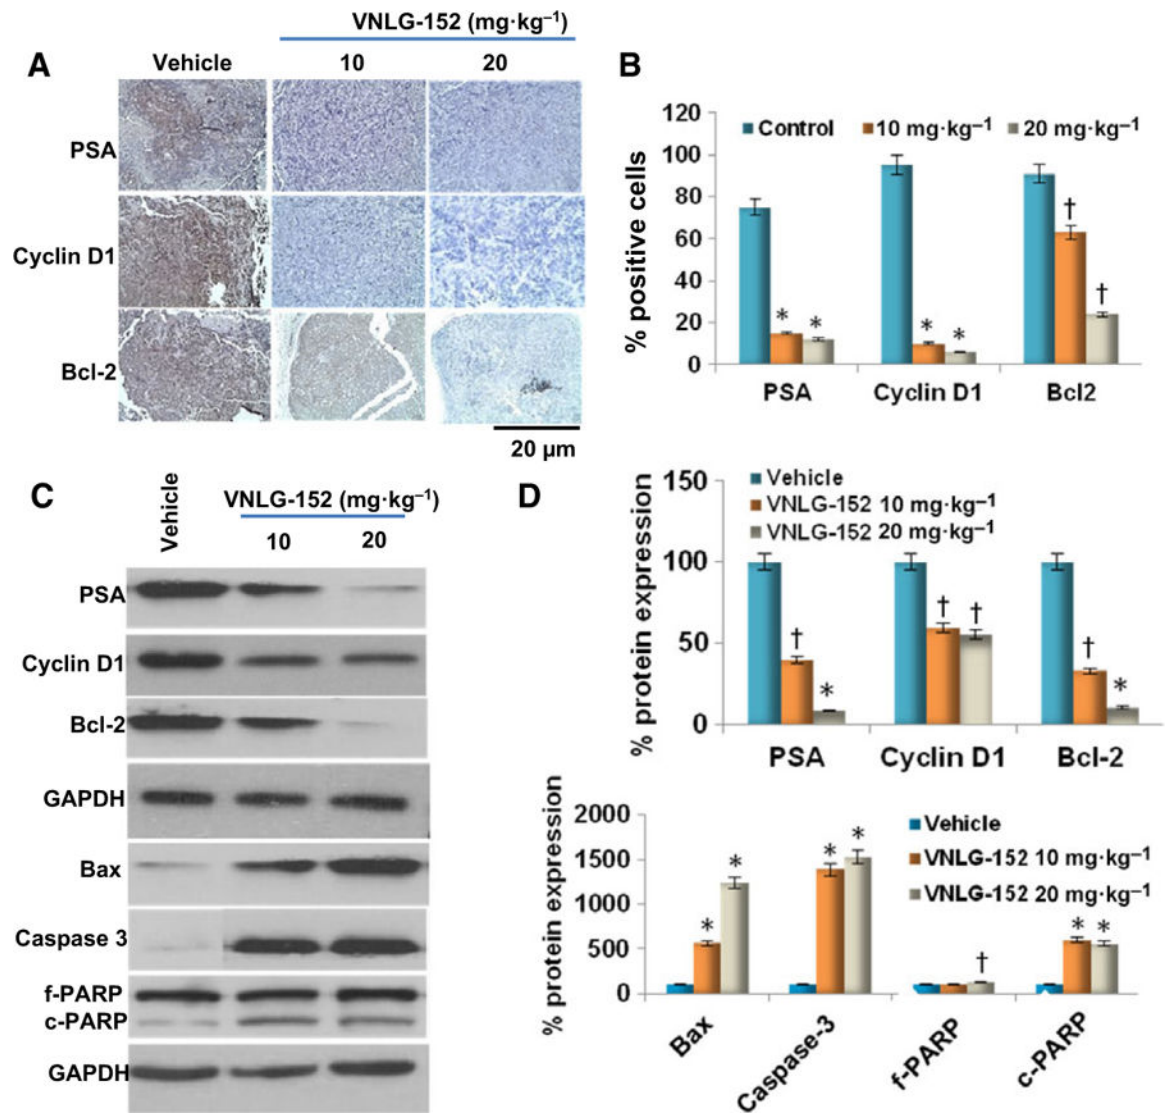 A
VNLG-152 (mg·kg⁻¹)
Vehicle 10 20
PSA
Cyclin D1
Bcl-2
20 µm
B
% positive cells
120
100
80
60
40
20
0
Control 10 mg·kg⁻¹ 20 mg·kg⁻¹
* * * * † †
PSA Cyclin D1 Bcl2
C
Vehicle
VNLG-152 (mg·kg⁻¹)
10 20
PSA
Cyclin D1
Bcl-2
GAPDH
Bax
Caspase 3
f-PARP
c-PARP
GAPDH
D
% protein expression
150
100
50
0
Vehicle
VNLG-152 10 mg·kg⁻¹
VNLG-152 20 mg·kg⁻¹
† * † † † *
PSA Cyclin D1 Bcl-2
% protein expression
2000
1500
1000
500
0
Vehicle
VNLG-152 10 mg·kg⁻¹
VNLG-152 20 mg·kg⁻¹
* * * * † * *
Bax Caspase-3 f-PARP c-PARP